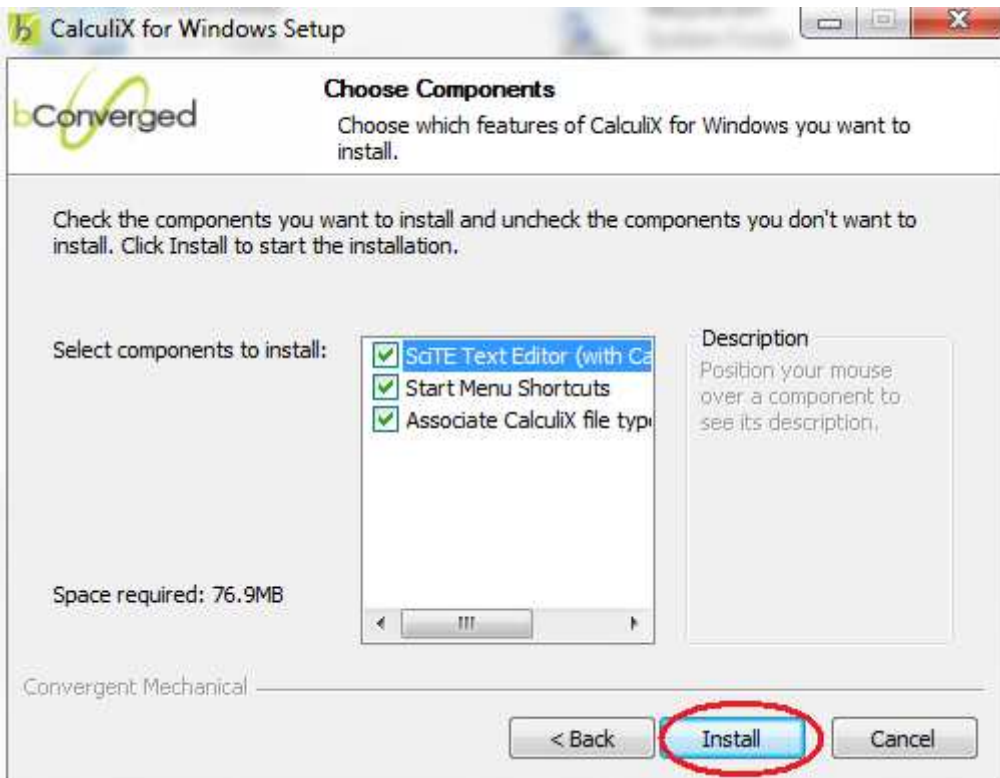 CalculiX for Windows Setup
bConverged
Choose Components
Choose which features of CalculiX for Windows you want to
install.
Check the components you want to install and uncheck the components you don't want to
install. Click Install to start the installation.
Select components to install:
SciTE Text Editor (with Ca
Start Menu Shortcuts
Associate CalculiX file type
Description
Position your mouse
over a component to
see its description.
Space required: 76.9MB
Convergent Mechanical
< Back
Install
Cancel